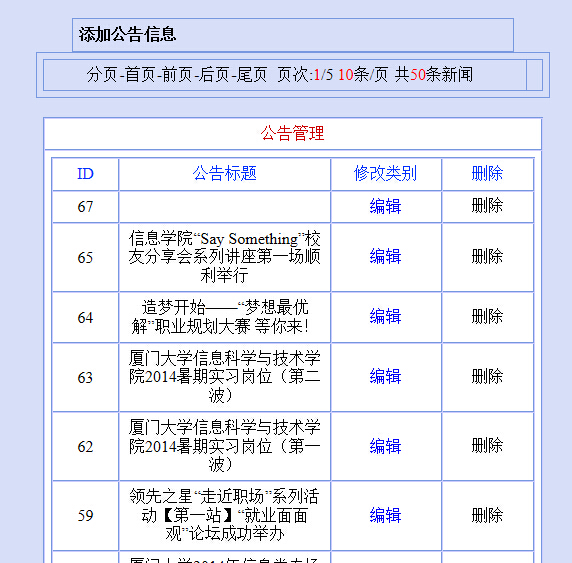 添加公告信息
分页-首页-前页-后页-尾页 页次:1/5 10条/页 共50条新闻
公告管理
ID 公告标题 修改类别 删除
67 编辑 删除
信息学院“Say Something”校
65 友分享会系列讲座第一场顺 编辑 删除
利举行
造梦开始——“梦想最优
64 编辑 删除
解”职业规划大赛 等你来！
厦门大学信息科学与技术学
63 院2014暑期实习岗位（第二 编辑 删除
波）
厦门大学信息科学与技术学
62 院2014暑期实习岗位（第一 编辑 删除
波）
领先之星“走近职场”系列活
59 动【第一站】“就业面面 编辑 删除
观”论坛成功举办